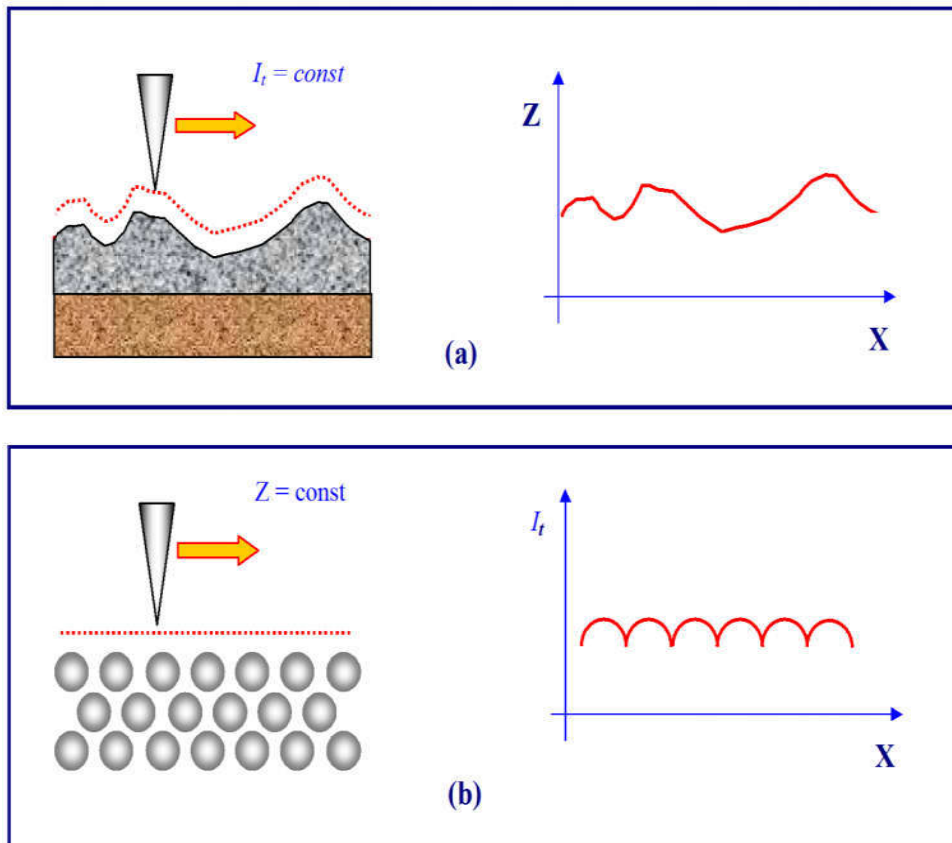 I_t = const
Z
X
(a)
Z = const
I_t
X
(b)